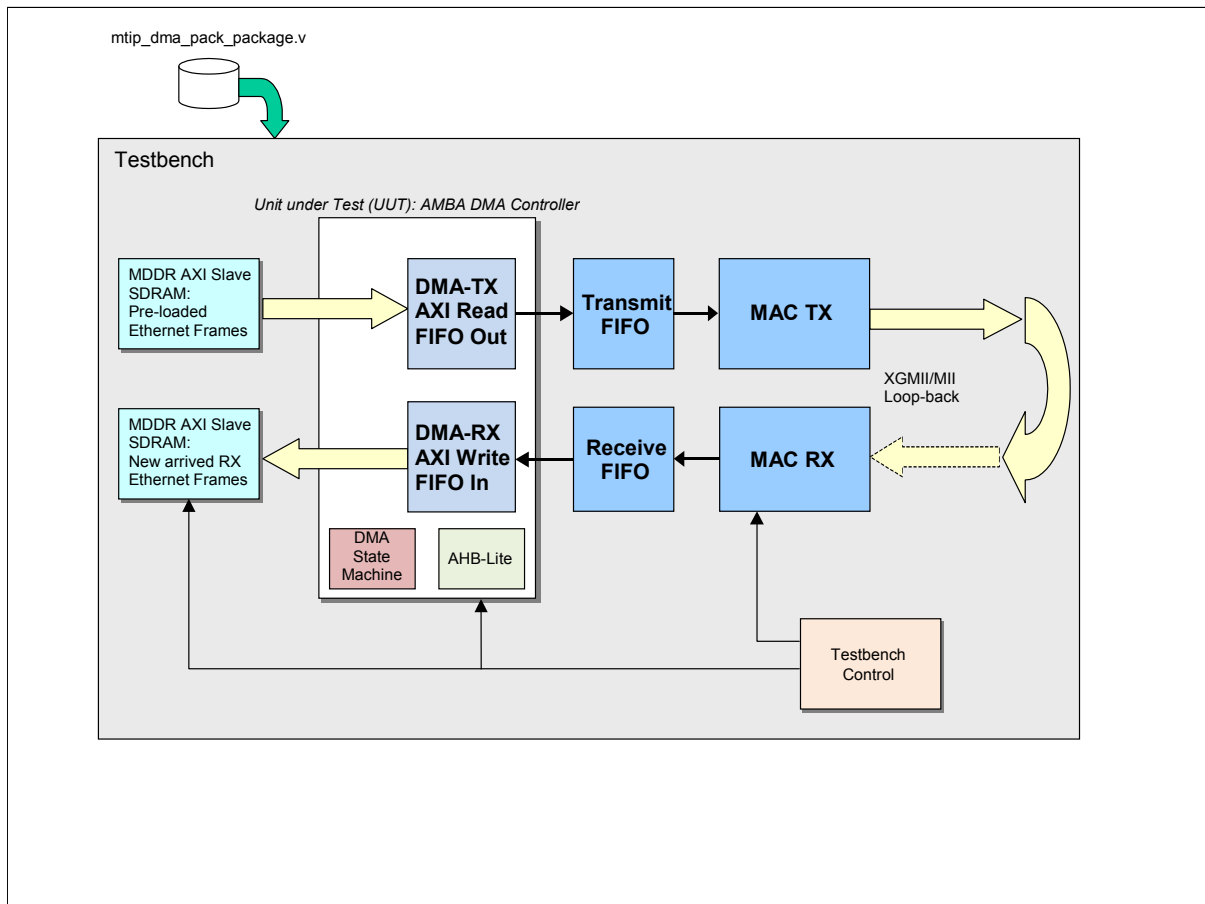 mtip_dma_pack_package.v
Testbench
Unit under Test (UUT): AMBA DMA Controller
MDDR AXI Slave
SDRAM:
Pre-loaded
Ethernet Frames
DMA-TX
AXI Read
FIFO Out
Transmit
FIFO
MAC TX
XGMII/MII
Loop-back
MDDR AXI Slave
SDRAM:
New arrived RX
Ethernet Frames
DMA-RX
AXI Write
FIFO In
Receive
FIFO
MAC RX
DMA
State
Machine
AHB-Lite
Testbench
Control